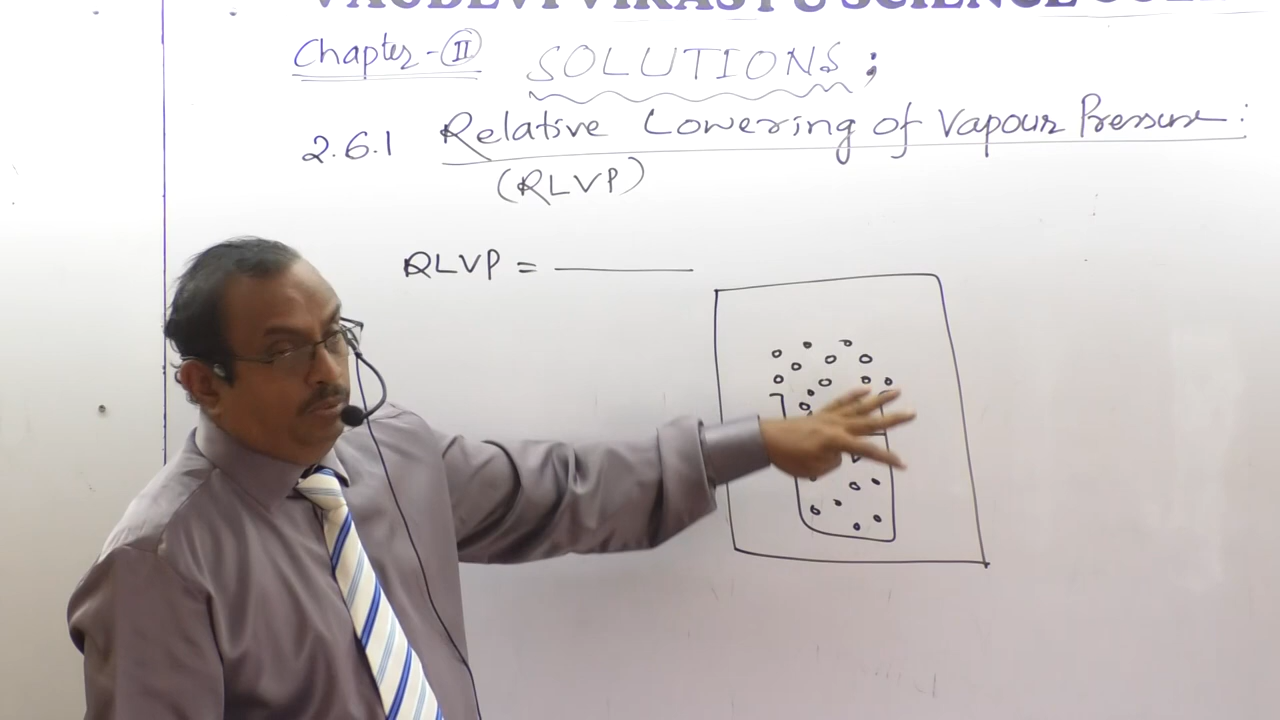 Chapter - II SOLUTIONS ;
2.6.1 Relative Lowering of Vapour Pressure :
(RLVP)
RLVP =